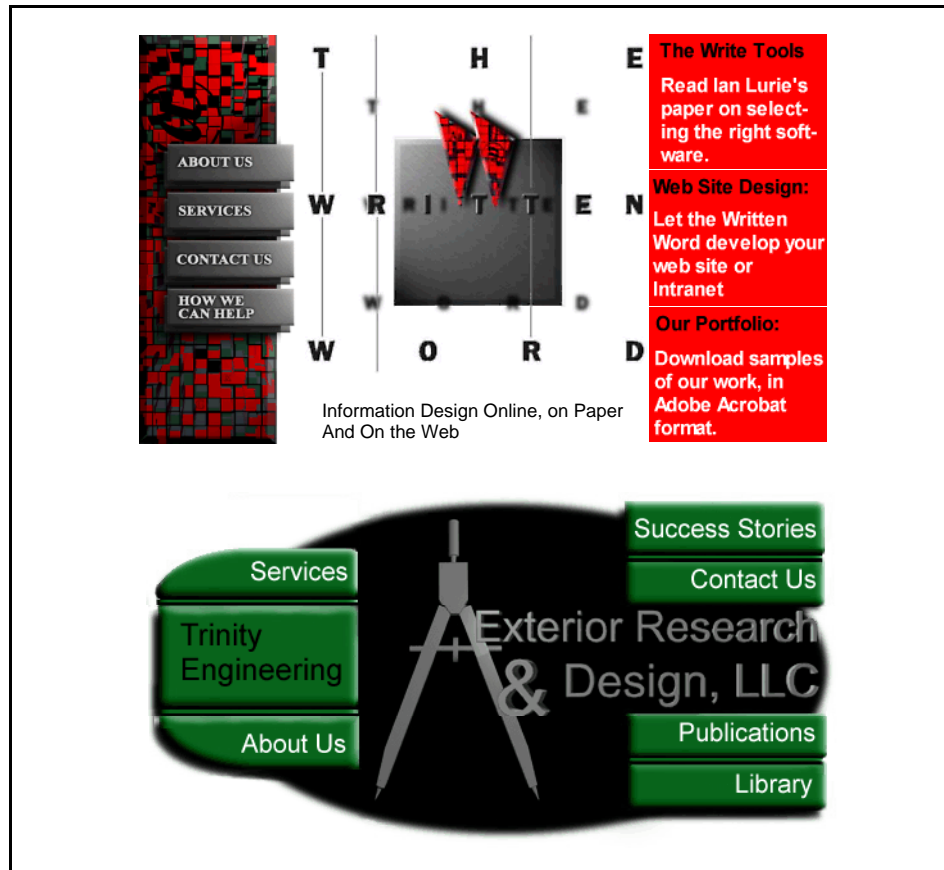 ABOUT US
SERVICES
CONTACT US
HOW WE
CAN HELP
T H E
T H E
W R I T T E N
W R I T T E
W O R D
W O R D
Information Design Online, on Paper
And On the Web
The Write Tools
Read Ian Lurie's
paper on select-
ing the right soft-
ware.
Web Site Design:
Let the Written
Word develop your
web site or
Intranet
Our Portfolio:
Download samples
of our work, in
Adobe Acrobat
format.
Services
Trinity
Engineering
About Us
Exterior Research
& Design, LLC
Success Stories
Contact Us
Publications
Library